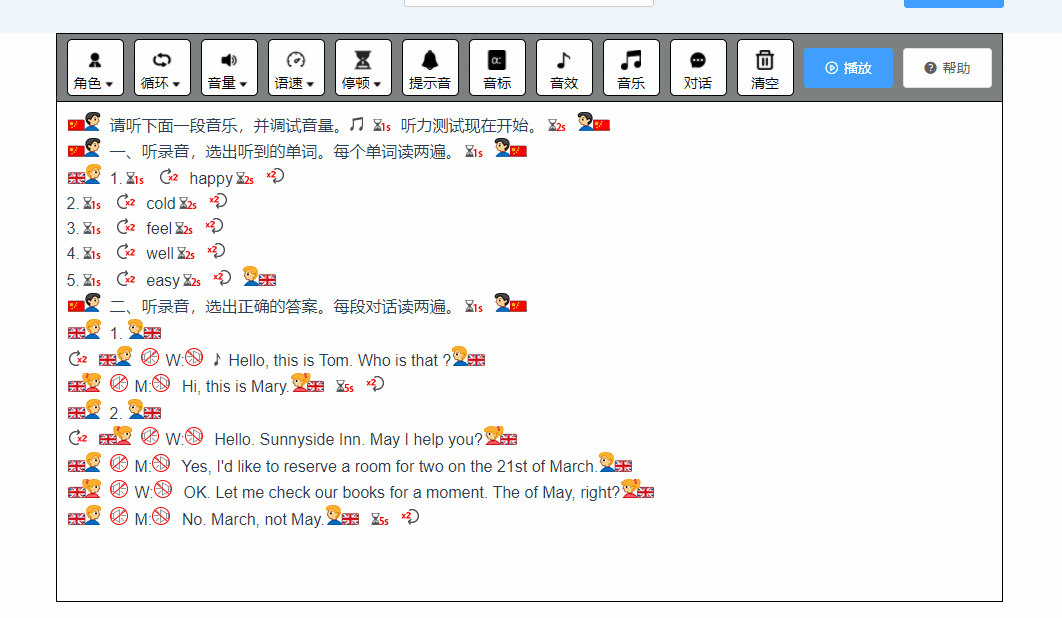 角色 循环 音量 语速 停顿 提示音 音标 音效 音乐 对话 清空 播放 帮助
请听下面一段音乐，并调试音量。 1s 听力测试现在开始。 2s
一、听录音，选出听到的单词。每个单词读两遍。 1s
1. 1s x2 happy 2s x2
2. 1s x2 cold 2s x2
3. 1s x2 feel 2s x2
4. 1s x2 well 2s x2
5. 1s x2 easy 2s x2
二、听录音，选出正确的答案。每段对话读两遍。 1s
1.
x2 W: Hello, this is Tom. Who is that ?
M: Hi, this is Mary. 5s x2
2.
x2 W: Hello. Sunnyside Inn. May I help you?
M: Yes, I'd like to reserve a room for two on the 21st of March.
W: OK. Let me check our books for a moment. The of May, right?
M: No. March, not May. 5s x2